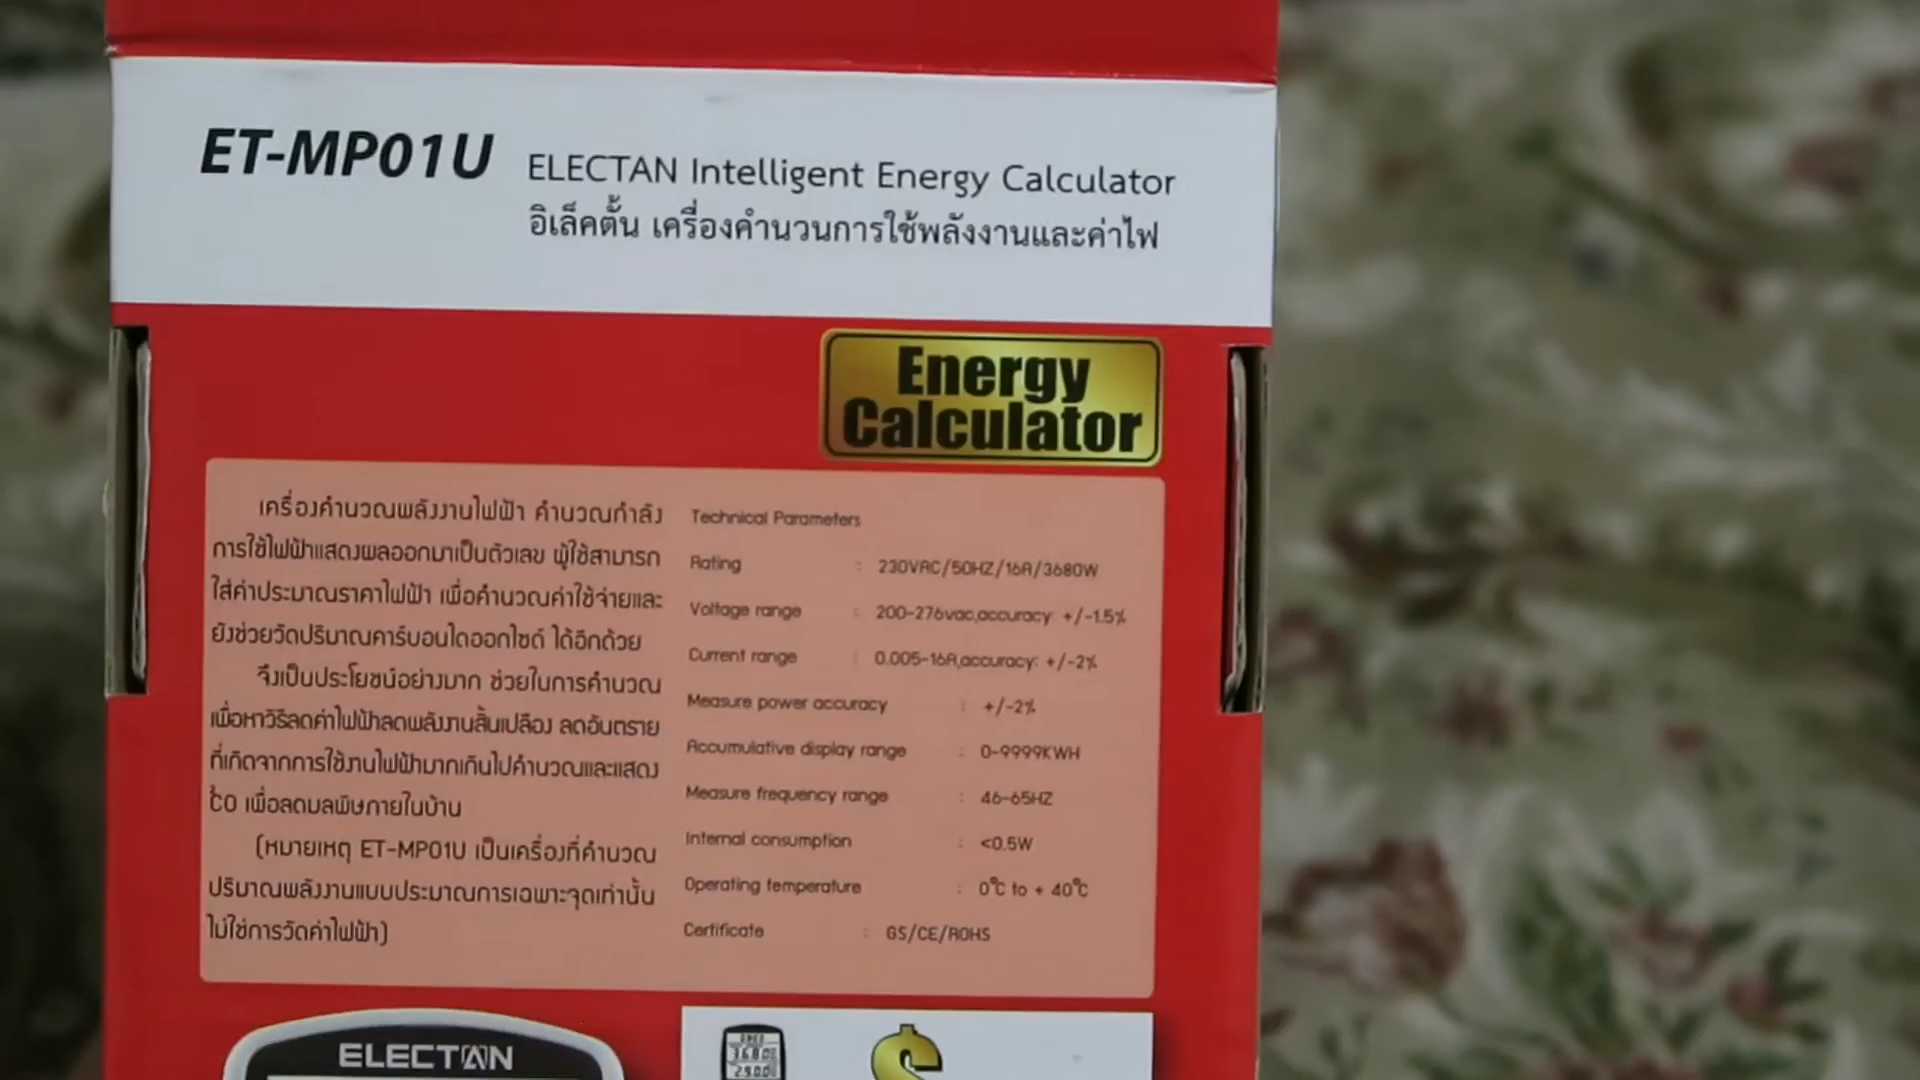 ET-MP01U
ELECTAN Intelligent Energy Calculator
อิเล็คตั้น เครื่องคำนวนการใช้พลังงานและค่าไฟ
Energy
Calculator
เครื่องคำนวณพลังงานไฟฟ้า คำนวณกำลัง
การใช้ไฟฟ้าแสดงผลออกมาเป็นตัวเลข ผู้ใช้สามารถ
ใส่ค่าประมาณราคาไฟฟ้า เพื่อคำนวณค่าใช้จ่ายและ
ยังช่วยวัดปริมาณคาร์บอนไดออกไซด์ ได้อีกด้วย
จึงเป็นประโยชน์อย่างมาก ช่วยในการคำนวณ
เพื่อหาวิธีลดค่าไฟฟ้าลดพลังงานสิ้นเปลือง ลดอันตราย
ที่เกิดจากการใช้งานไฟฟ้ามากเกินไปคำนวณและแสดง
CO เพื่อลดมลพิษภายในบ้าน
(หมายเหตุ ET-MP01U เป็นเครื่องที่คำนวณ
ปริมาณพลังงานแบบประมาณการเฉพาะจุดเท่านั้น
ไม่ใช่การวัดค่าไฟฟ้า)
Technical Parameters
Rating : 230VAC/50HZ/16A/3680W
Voltage range : 200-276vac,accuracy: +/-1.5%
Current range : 0.005-16A,accuracy: +/-2%
Measure power accuracy : +/-2%
Accumulative display range : 0-9999KWH
Measure frequency range : 46-65HZ
Internal consumption : <0.5W
Operating temperature : 0℃ to + 40℃
Certificate : GS/CE/ROHS
ELECTAN
$